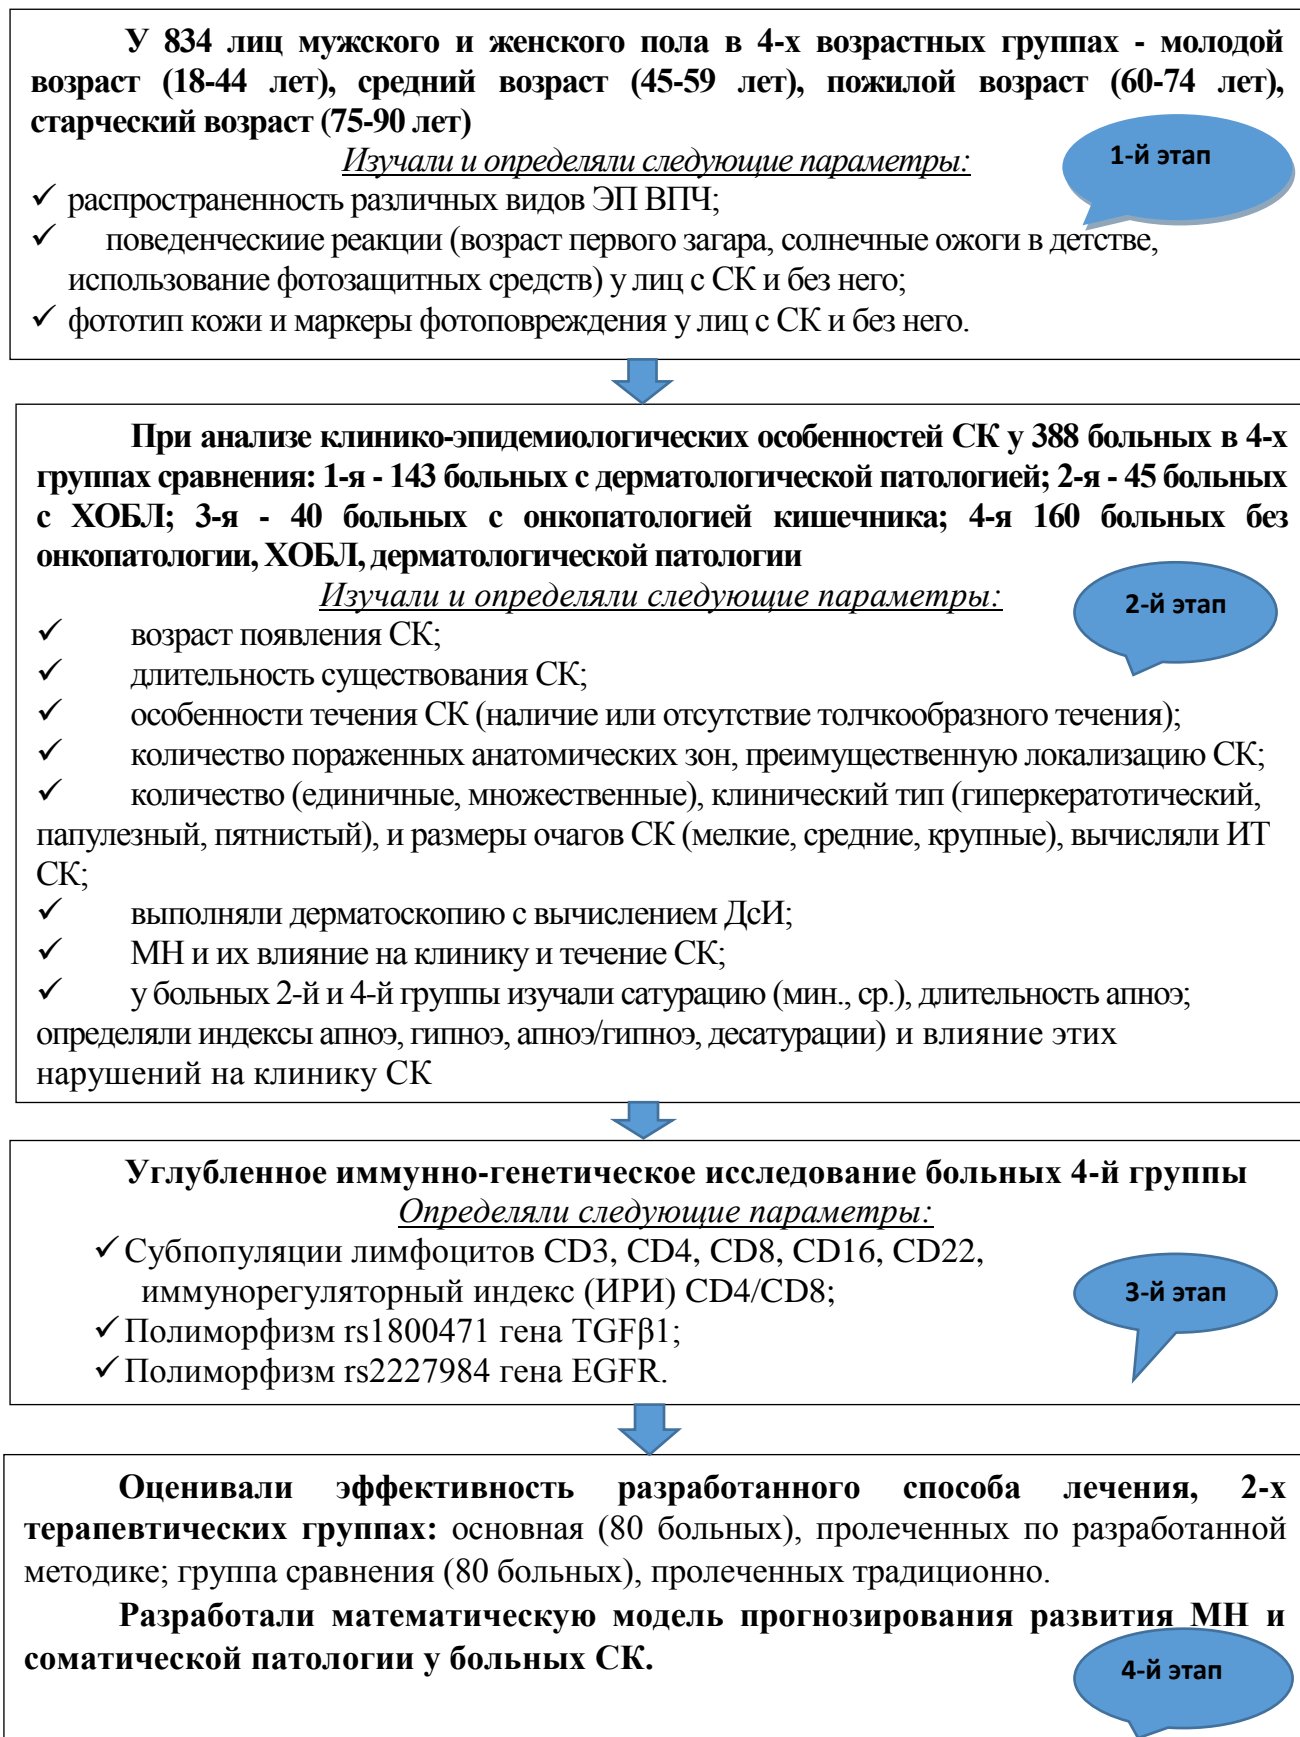 У 834 лиц мужского и женского пола в 4-х возрастных группах - молодой
возраст (18-44 лет), средний возраст (45-59 лет), пожилой возраст (60-74 лет),
старческий возраст (75-90 лет)
Изучали и определяли следующие параметры:
1-й этап
✓ распространенность различных видов ЭП ВПЧ;
✓ поведенческиие реакции (возраст первого загара, солнечные ожоги в детстве,
использование фотозащитных средств) у лиц с СК и без него;
✓ фототип кожи и маркеры фотоповреждения у лиц с СК и без него.
При анализе клинико-эпидемиологических особенностей СК у 388 больных в 4-х
группах сравнения: 1-я - 143 больных с дерматологической патологией; 2-я - 45 больных
с ХОБЛ; 3-я - 40 больных с онкопатологией кишечника; 4-я 160 больных без
онкопатологии, ХОБЛ, дерматологической патологии
Изучали и определяли следующие параметры:
2-й этап
✓ возраст появления СК;
✓ длительность существования СК;
✓ особенности течения СК (наличие или отсутствие толчкообразного течения);
✓ количество пораженных анатомических зон, преимущественную локализацию СК;
✓ количество (единичные, множественные), клинический тип (гиперкератотический,
папулезный, пятнистый), и размеры очагов СК (мелкие, средние, крупные), вычисляли ИТ
СК;
✓ выполняли дерматоскопию с вычислением ДсИ;
✓ МН и их влияние на клинику и течение СК;
✓ у больных 2-й и 4-й группы изучали сатурацию (мин., ср.), длительность апноэ;
определяли индексы апноэ, гипноэ, апноэ/гипноэ, десатурации) и влияние этих
нарушений на клинику СК
Углубленное иммунно-генетическое исследование больных 4-й группы
Определяли следующие параметры:
✓ Субпопуляции лимфоцитов CD3, CD4, CD8, CD16, CD22,
иммунорегуляторный индекс (ИРИ) CD4/CD8;
3-й этап
✓ Полиморфизм rs1800471 гена TGFβ1;
✓ Полиморфизм rs2227984 гена EGFR.
Оценивали эффективность разработанного способа лечения, 2-х
терапевтических группах: основная (80 больных), пролеченных по разработанной
методике; группа сравнения (80 больных), пролеченных традиционно.
Разработали математическую модель прогнозирования развития МН и
соматической патологии у больных СК.
4-й этап